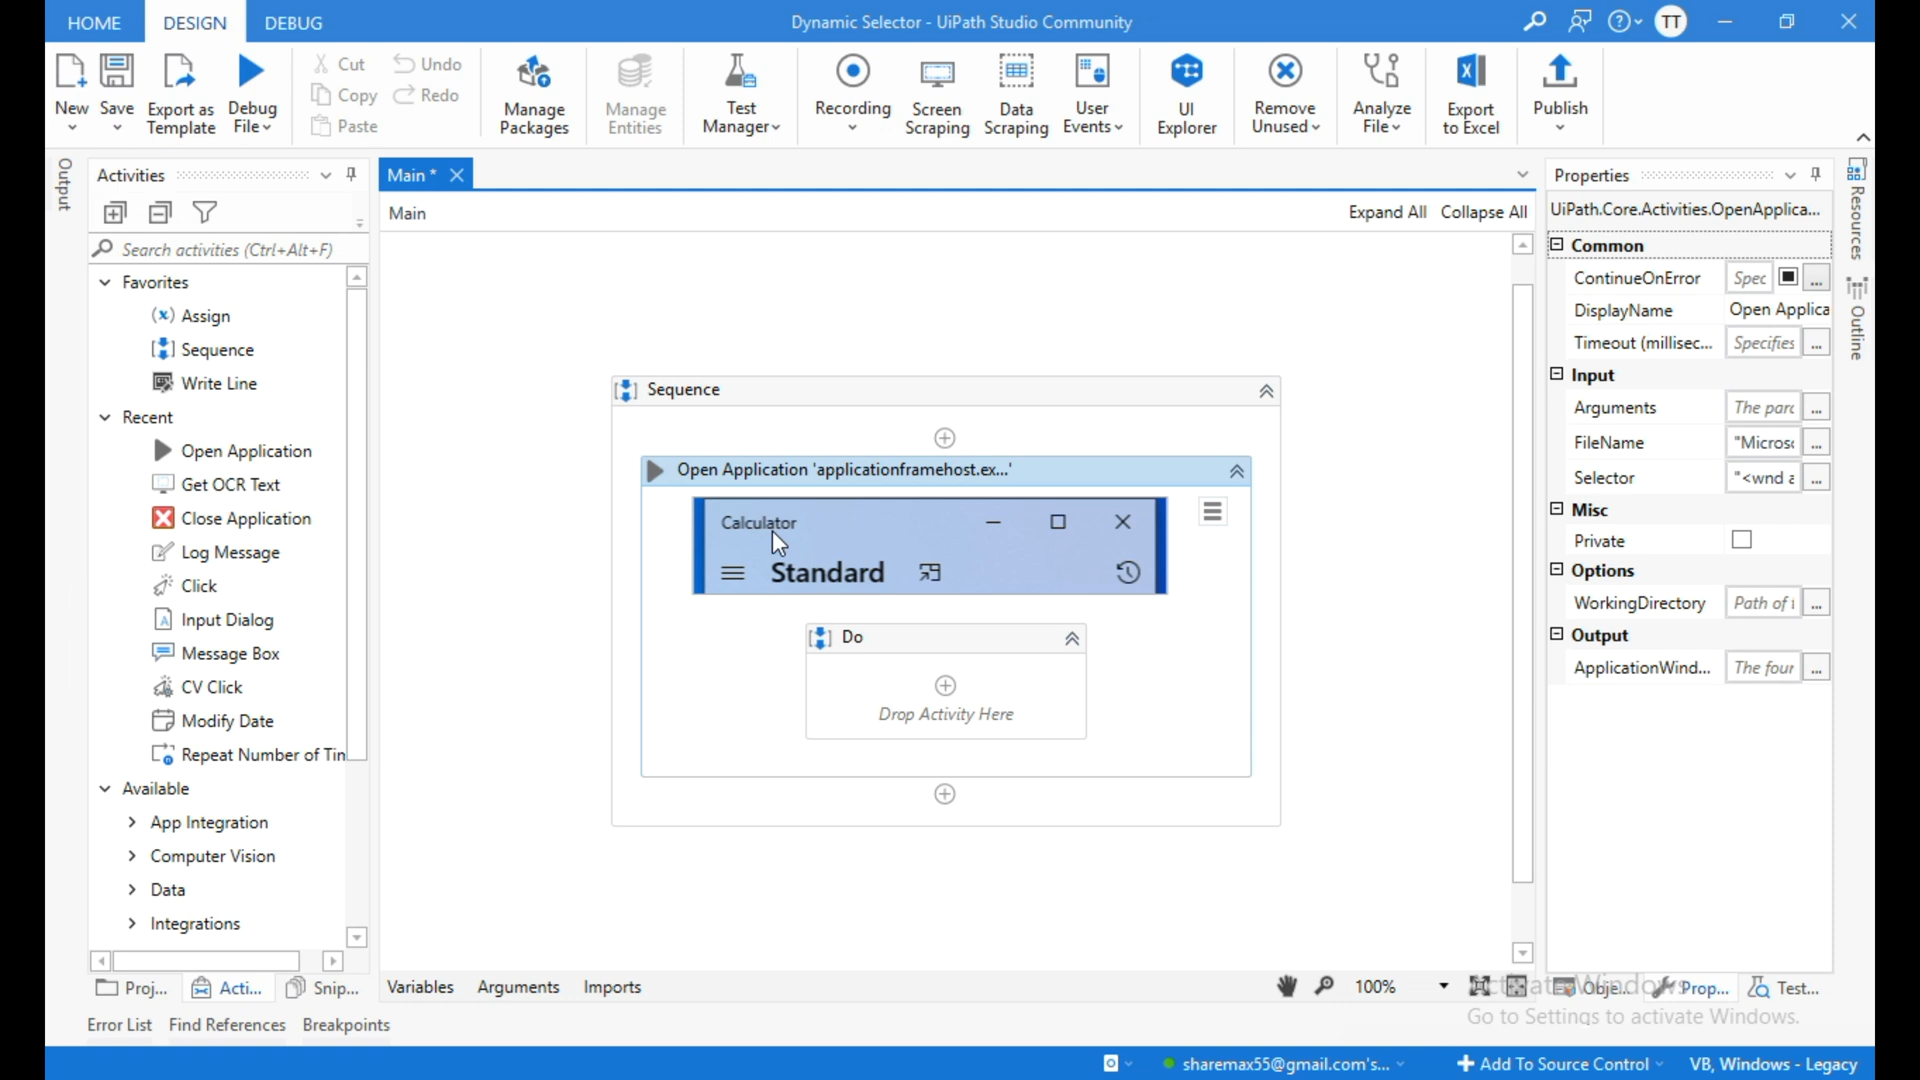 HOME DESIGN DEBUG
Dynamic Selector - UiPath Studio Community
TT
New Save Export as Template Debug File
Cut Copy Paste Undo Redo
Manage Packages
Manage Entities
Test Manager
Recording
Screen Scraping
Data Scraping
User Events
UI Explorer
Remove Unused
Analyze File
Export to Excel
Publish
Output
Activities
Search activities (Ctrl+Alt+F)
Favorites
(x) Assign
Sequence
Write Line
Recent
Open Application
Get OCR Text
Close Application
Log Message
Click
Input Dialog
Message Box
CV Click
Modify Date
Repeat Number of Tin
Available
App Integration
Computer Vision
Data
Integrations
Proj... Acti... Snip...
Main *
Main
Expand All Collapse All
Sequence
Open Application 'applicationframehost.ex...'
Calculator
Standard
Do
Drop Activity Here
Variables Arguments Imports
100%
Properties
UiPath.Core.Activities.OpenApplica...
Common
ContinueOnError Spec ...
DisplayName Open Applica
Timeout (millisec... Specifies ...
Input
Arguments The para ...
FileName "Microso ...
Selector "<wnd a ...
Misc
Private
Options
WorkingDirectory Path of t ...
Output
ApplicationWind... The four ...
Obje... Prop... Test...
Resources
Outline
Activate Windows
Go to Settings to activate Windows.
Error List Find References Breakpoints
sharemax55@gmail.com's...
Add To Source Control
VB, Windows - Legacy